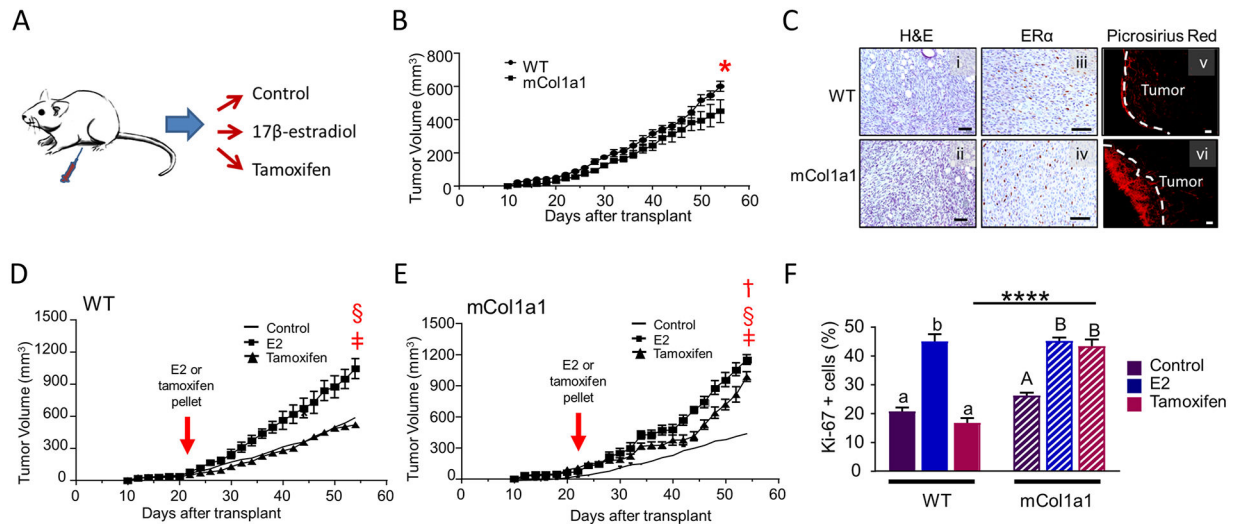 A
Control
17β-estradiol
Tamoxifen
B
Tumor Volume (mm³)
800
600
400
200
0
0 10 20 30 40 50 60
Days after transplant
WT
mCol1a1
*
C
H&E ERα Picrosirius Red
WT
i iii v
Tumor
mCol1a1
ii iv vi
Tumor
D
WT
Tumor Volume (mm³)
1500
1200
900
600
300
0
0 10 20 30 40 50 60
Days after transplant
Control
E2
Tamoxifen
E2 or
tamoxifen
pellet
§
‡
E
mCol1a1
Tumor Volume (mm³)
1500
1200
900
600
300
0
0 10 20 30 40 50 60
Days after transplant
Control
E2
Tamoxifen
E2 or
tamoxifen
pellet
†
§
‡
F
Ki-67 + cells (%)
50
40
30
20
10
0
****
a b a A B B
WT mCol1a1
Control
E2
Tamoxifen